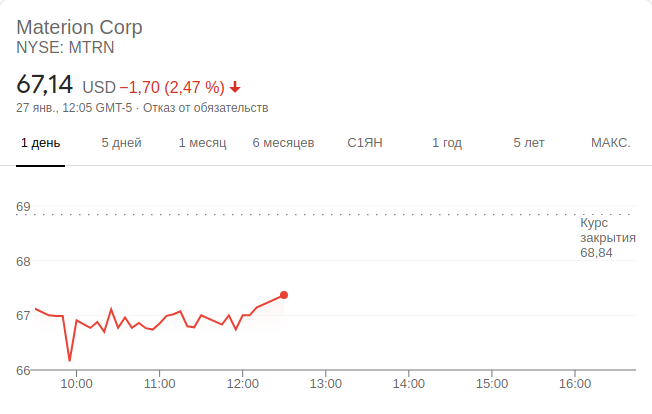 Materion Corp
NYSE: MTRN
67,14 USD −1,70 (2,47 %)
27 янв., 12:05 GMT-5 · Отказ от обязательств
1 день 5 дней 1 месяц 6 месяцев С1ЯН 1 год 5 лет МАКС.
69
Курс
закрытия
68,84
68
67
66
10:00 11:00 12:00 13:00 14:00 15:00 16:00